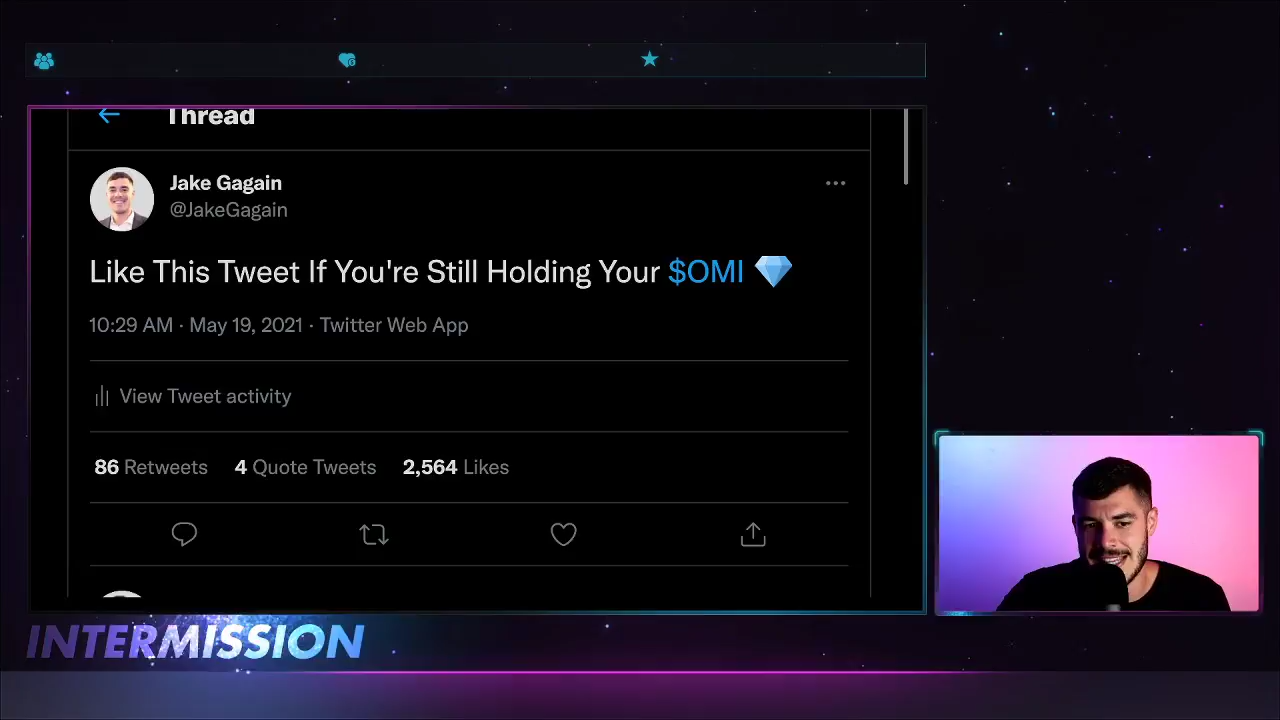 Thread
Jake Gagain
@JakeGagain
Like This Tweet If You're Still Holding Your $OMI 💎
10:29 AM · May 19, 2021 · Twitter Web App
View Tweet activity
86 Retweets 4 Quote Tweets 2,564 Likes
INTERMISSION